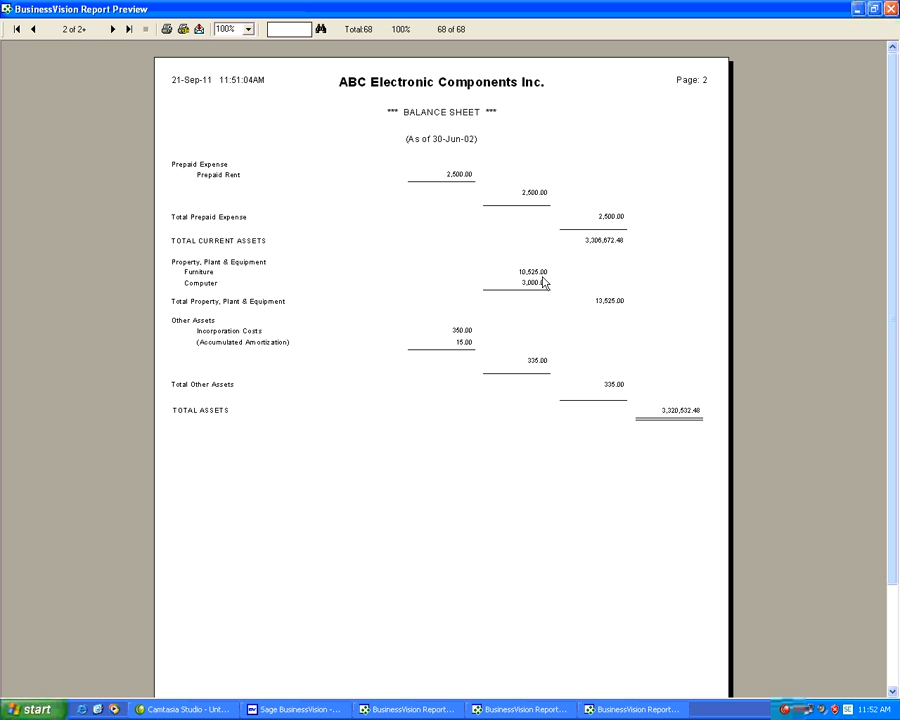 BusinessVision Report Preview
2 of 2+ 100% Total:68 100% 68 of 68
21-Sep-11 11:51:04AM ABC Electronic Components Inc. Page: 2
*** BALANCE SHEET ***
(As of 30-Jun-02)
Prepaid Expense
Prepaid Rent 2,500.00
2,500.00
Total Prepaid Expense 2,500.00
TOTAL CURRENT ASSETS 3,306,672.48
Property, Plant & Equipment
Furniture 10,525.00
Computer 3,000.
Total Property, Plant & Equipment 13,525.00
Other Assets
Incorporation Costs 350.00
(Accumulated Amortization) 15.00
335.00
Total Other Assets 335.00
TOTAL ASSETS 3,320,532.48
start Camtasia Studio - Unt... Sage BusinessVision -... BusinessVision Report... BusinessVision Report... BusinessVision Report... SE 11:52 AM